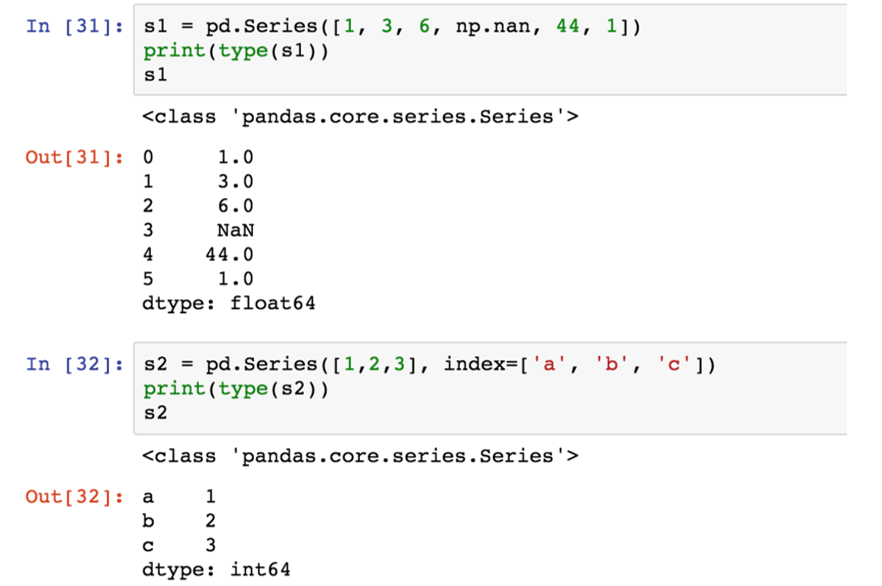 In [31]: s1 = pd.Series([1, 3, 6, np.nan, 44, 1])
print(type(s1))
s1
<class 'pandas.core.series.Series'>
Out[31]: 0 1.0
1 3.0
2 6.0
3 NaN
4 44.0
5 1.0
dtype: float64
In [32]: s2 = pd.Series([1,2,3], index=['a', 'b', 'c'])
print(type(s2))
s2
<class 'pandas.core.series.Series'>
Out[32]: a 1
b 2
c 3
dtype: int64